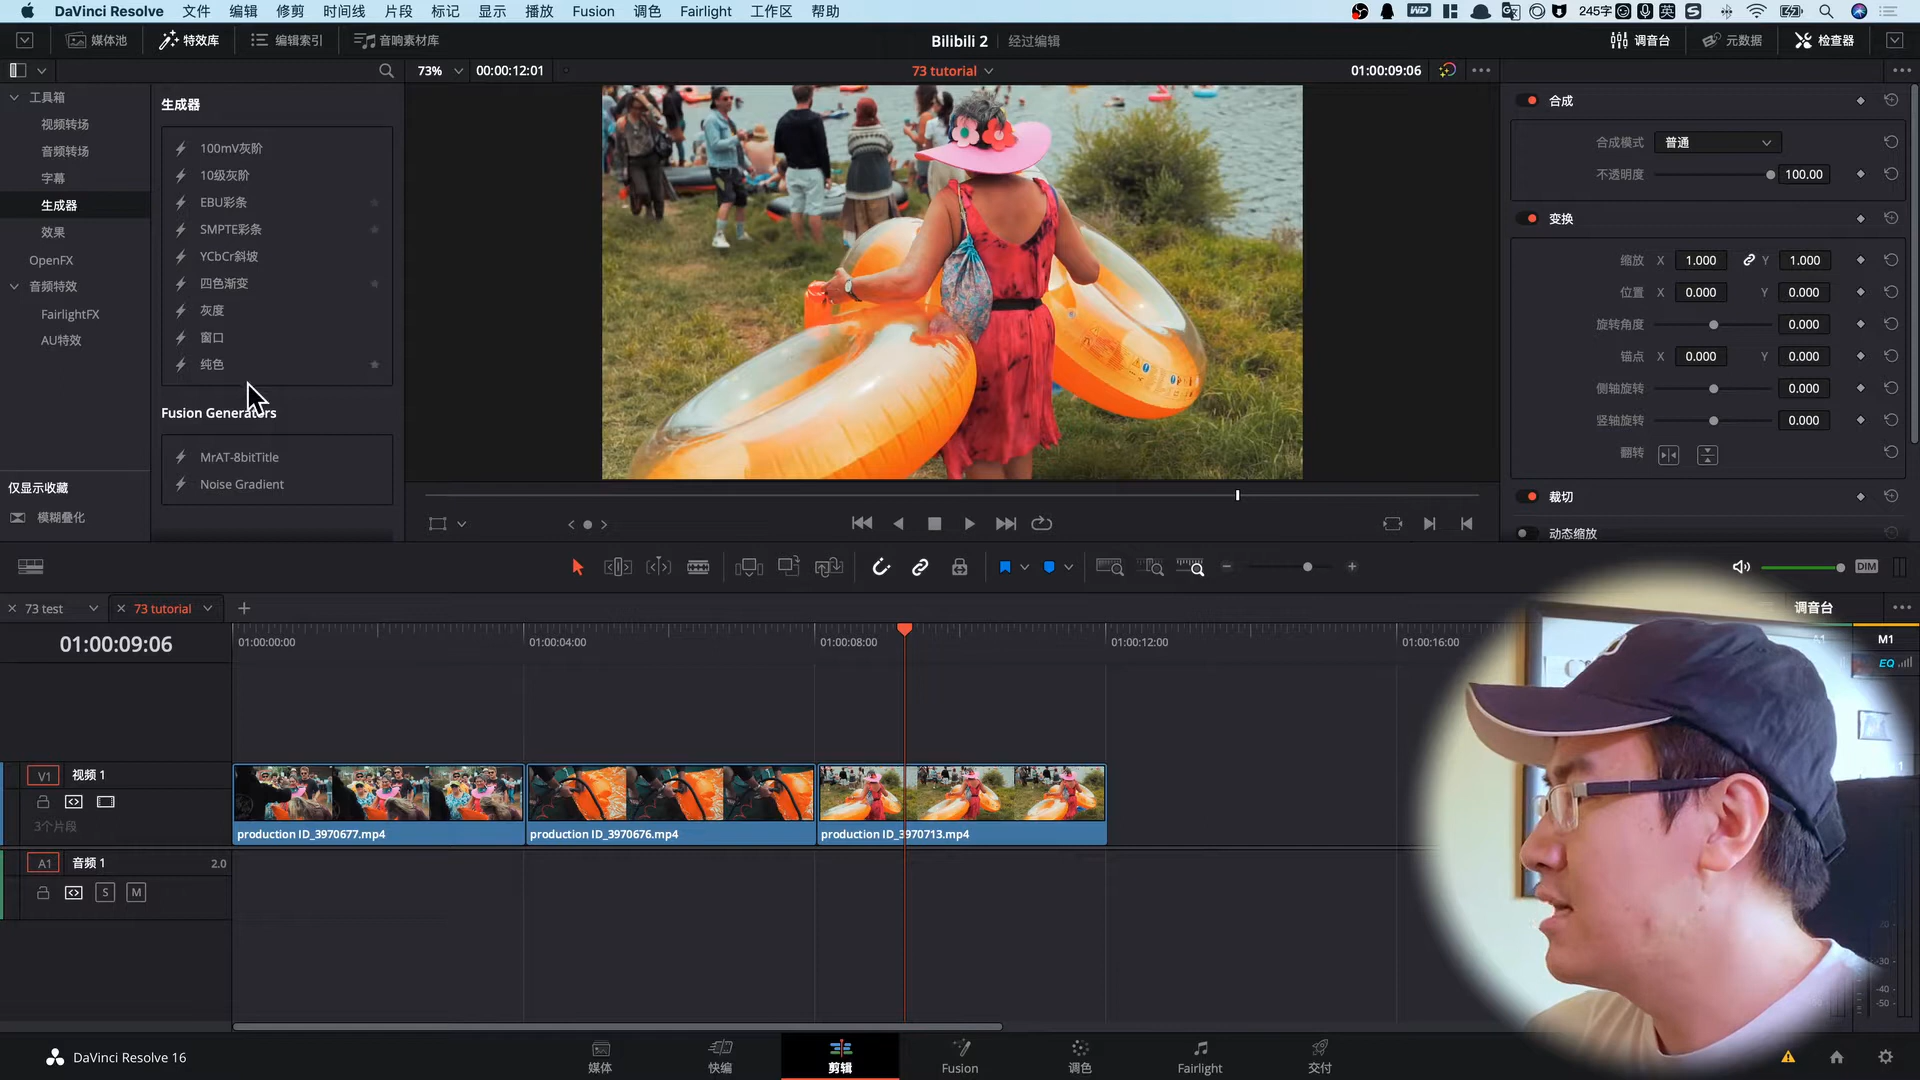 DaVinci Resolve 文件 编辑 修剪 时间线 片段 标记 显示 播放 Fusion 调色 Fairlight 工作区 帮助 245字 英
媒体池 特效库 编辑索引 音响素材库 Bilibili 2 经过编辑 调音台 元数据 检查器
73% 00:00:12:01 73 tutorial 01:00:09:06
工具箱
视频转场
音频转场
字幕
生成器
效果
OpenFX
音频特效
FairlightFX
AU特效
仅显示收藏
模糊叠化
生成器
100mV灰阶
10级灰阶
EBU彩条
SMPTE彩条
YCbCr斜坡
四色渐变
灰度
窗口
纯色
Fusion Generators
MrAT-8bitTitle
Noise Gradient
合成
合成模式 普通
不透明度 100.00
变换
缩放 X 1.000 Y 1.000
位置 X 0.000 Y 0.000
旋转角度 0.000
锚点 X 0.000 Y 0.000
侧轴旋转 0.000
竖轴旋转 0.000
翻转
裁切
动态缩放
DIM
73 test 73 tutorial 调音台
01:00:09:06 01:00:00:00 01:00:04:00 01:00:08:00 01:00:12:00 01:00:16:00
M1
EQ
V1 视频 1
3个片段
production ID_3970677.mp4 production ID_3970676.mp4 production ID_3970713.mp4
A1 音频 1 2.0
S M
-30
-40
-50
DaVinci Resolve 16 媒体 快编 剪辑 Fusion 调色 Fairlight 交付